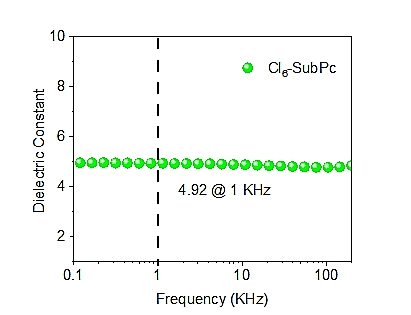 10
8
6
4
2
Dielectric Constant
Cl₆-SubPc
4.92 @ 1 KHz
0.1
1
10
100
Frequency (KHz)